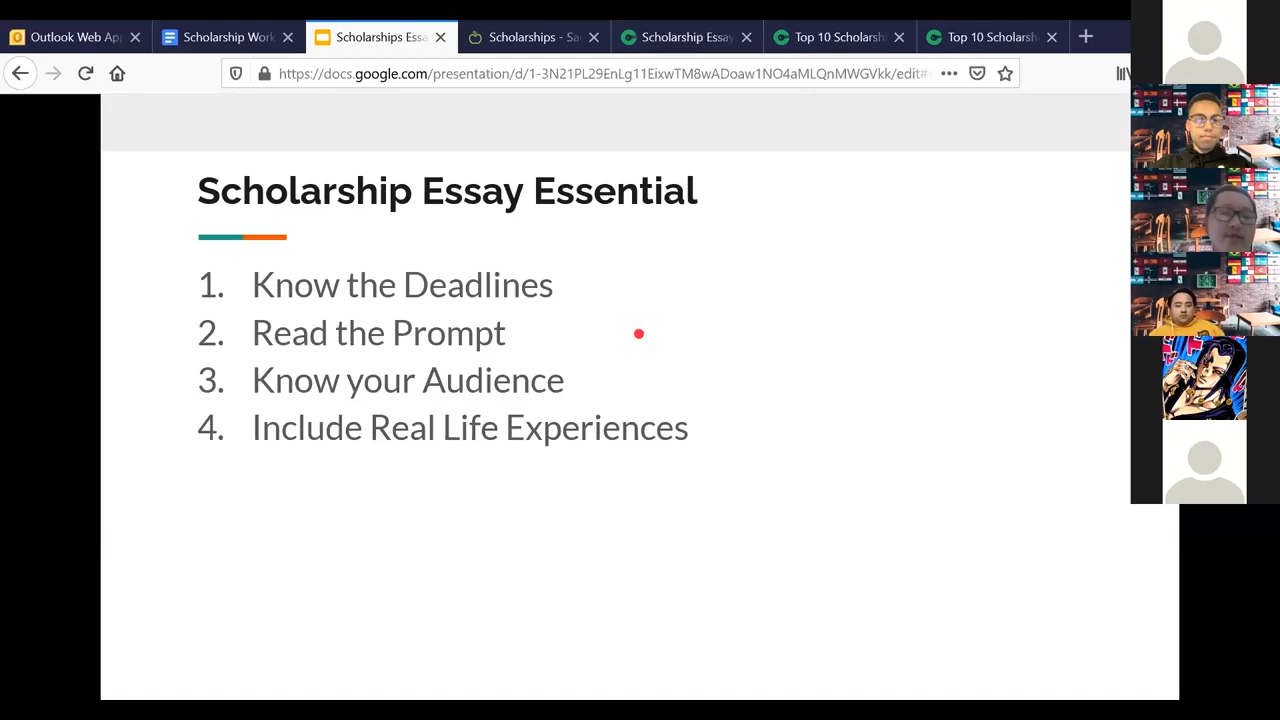 Outlook Web Ap
Scholarship Work
Scholarships Essa
Scholarships - Sa
Scholarship Essay
Top 10 Scholarsh
Top 10 Scholarsh
https://docs.google.com/presentation/d/1-3N21PL29EnLg11EixwTM8wADoaw1NO4aMLQnMWGVkk/edit#
Scholarship Essay Essential
1. Know the Deadlines
2. Read the Prompt
3. Know your Audience
4. Include Real Life Experiences